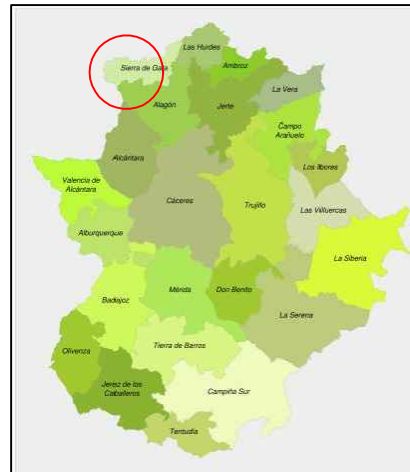 Las Hurdes
Sierra de Gata
Ambroz
La Vera
Alagón
Jerte
Campo
Arañuelo
Alcántara
Los Ibores
Valencia de
Alcántara
Cáceres
Trujillo
Las Villuercas
Alburquerque
La Siberia
Badajoz
Mérida
Don Benito
La Serena
Olivenza
Tierra de Barros
Jerez de los
Caballeros
Campiña Sur
Tentudía